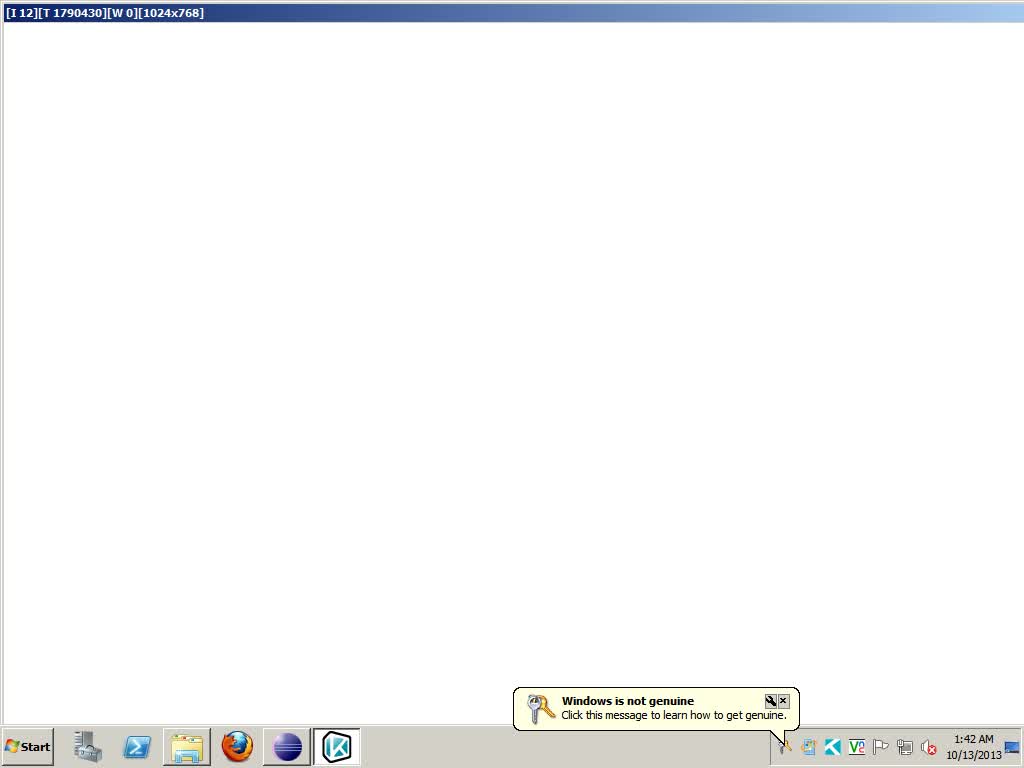 [I 12][T 1790430][W 0][1024x768]
Windows is not genuine
Click this message to learn how to get genuine.
Start
1:42 AM
10/13/2013